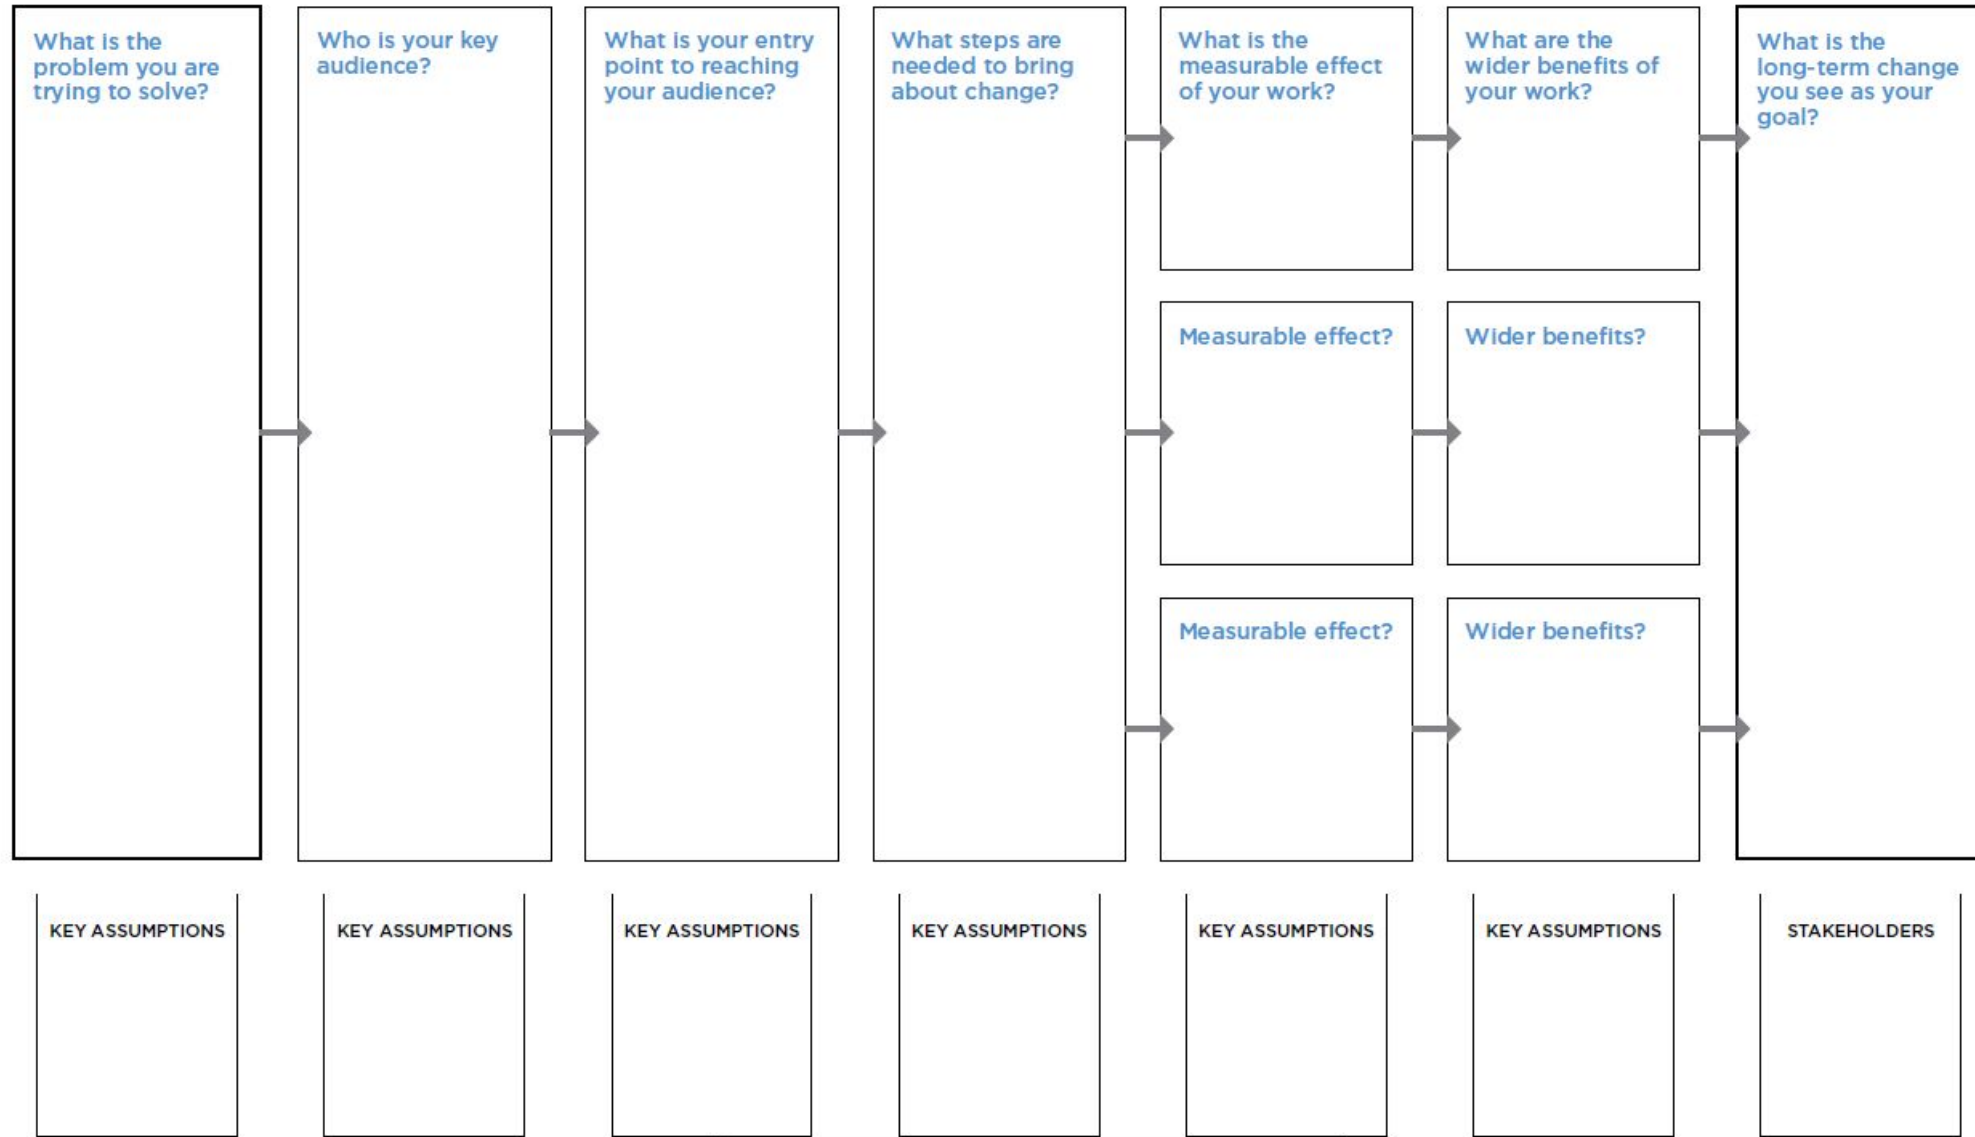 What is the
problem you are
trying to solve?
Who is your key
audience?
What is your entry
point to reaching
your audience?
What steps are
needed to bring
about change?
What is the
measurable effect
of your work?
What are the
wider benefits of
your work?
What is the
long-term change
you see as your
goal?
Measurable effect?
Wider benefits?
Measurable effect?
Wider benefits?
KEY ASSUMPTIONS
KEY ASSUMPTIONS
KEY ASSUMPTIONS
KEY ASSUMPTIONS
KEY ASSUMPTIONS
KEY ASSUMPTIONS
STAKEHOLDERS